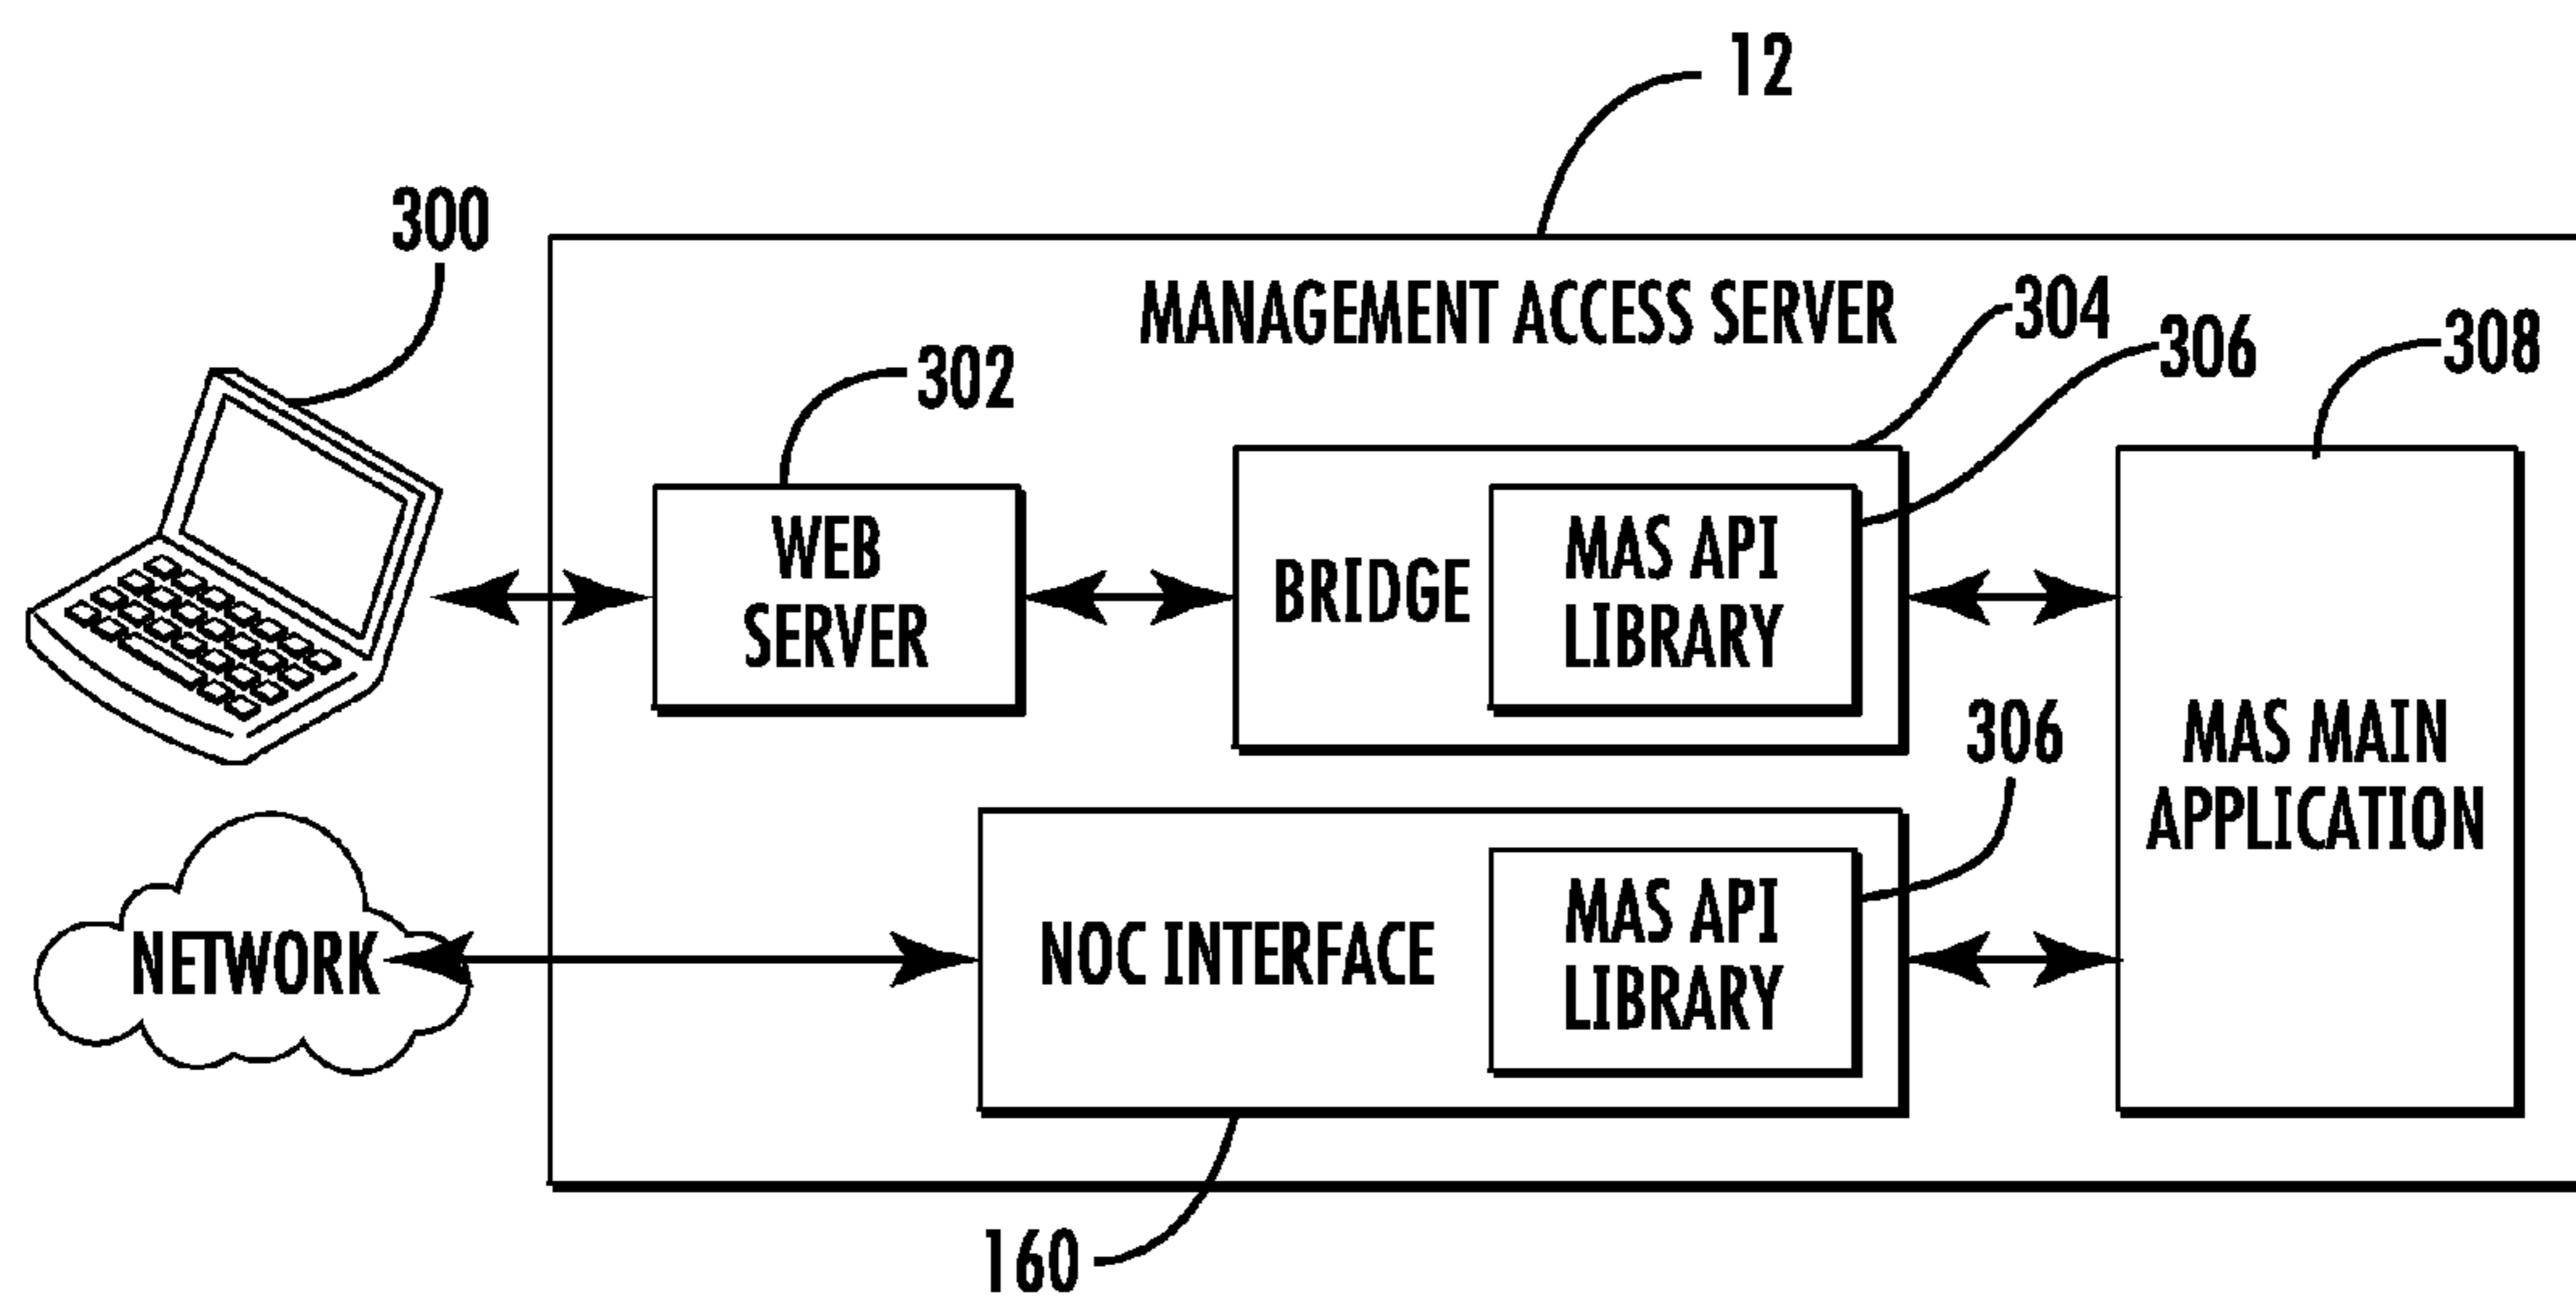 12
300
MANAGEMENT ACCESS SERVER
304
306
308
302
WEB
SERVER
BRIDGE
MAS API
LIBRARY
306
MAS MAIN
APPLICATION
NETWORK
NOC INTERFACE
MAS API
LIBRARY
160